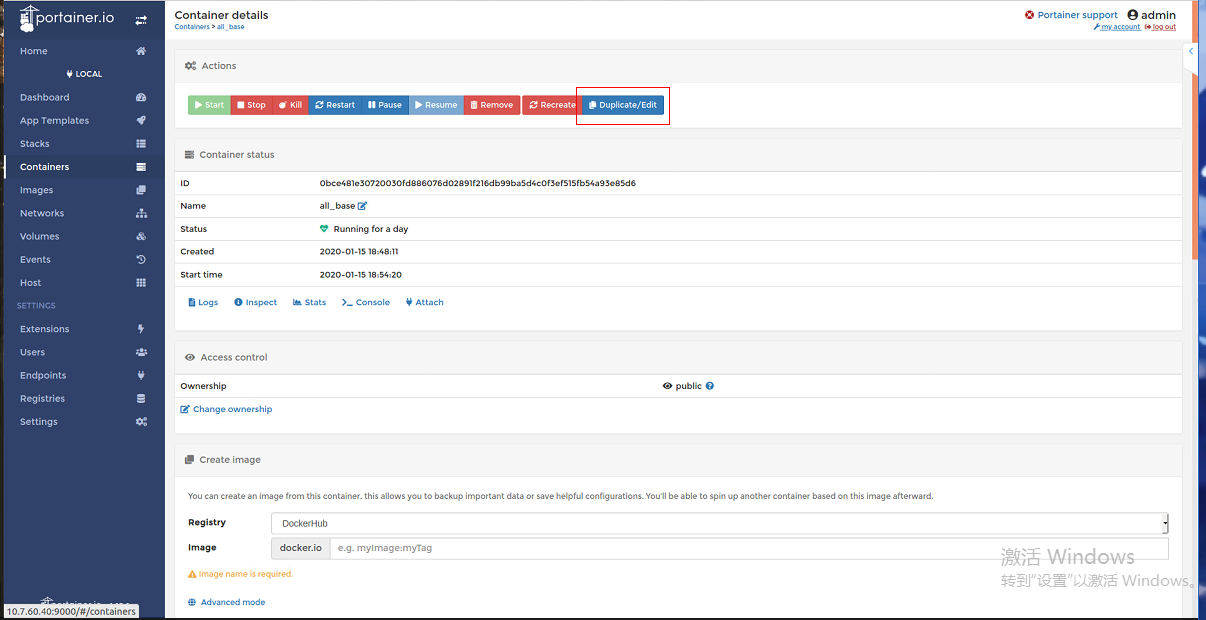 portainer.io
Container details
Portainer support admin
Containers > all_base
my account log out
Home
LOCAL
Dashboard
App Templates
Stacks
Containers
Images
Networks
Volumes
Events
Host
SETTINGS
Extensions
Users
Endpoints
Registries
Settings
10.7.60.40:9000/#/containers
Actions
Start Stop Kill Restart Pause Resume Remove Recreate Duplicate/Edit
Container status
ID 0bce481e30720030fd886076d02891f216db99ba5d4c0f3ef515fb54a93e85d6
Name all_base
Status Running for a day
Created 2020-01-15 18:48:11
Start time 2020-01-15 18:54:20
Logs Inspect Stats Console Attach
Access control
Ownership public
Change ownership
Create image
You can create an image from this container, this allows you to backup important data or save helpful configurations. You'll be able to spin up another container based on this image afterward.
Registry DockerHub
Image docker.io e.g. myImage:myTag
Image name is required.
Advanced mode
激活 Windows
转到"设置"以激活 Windows。